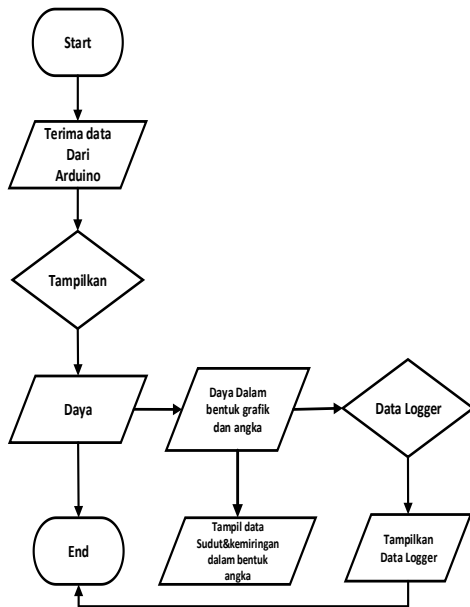 Start
Terima data
Dari
Arduino
Tampilkan
Daya
Daya Dalam
bentuk grafik
dan angka
Data Logger
Tampil data
Sudut&kemiringan
dalam bentuk
angka
Tampilkan
Data Logger
End